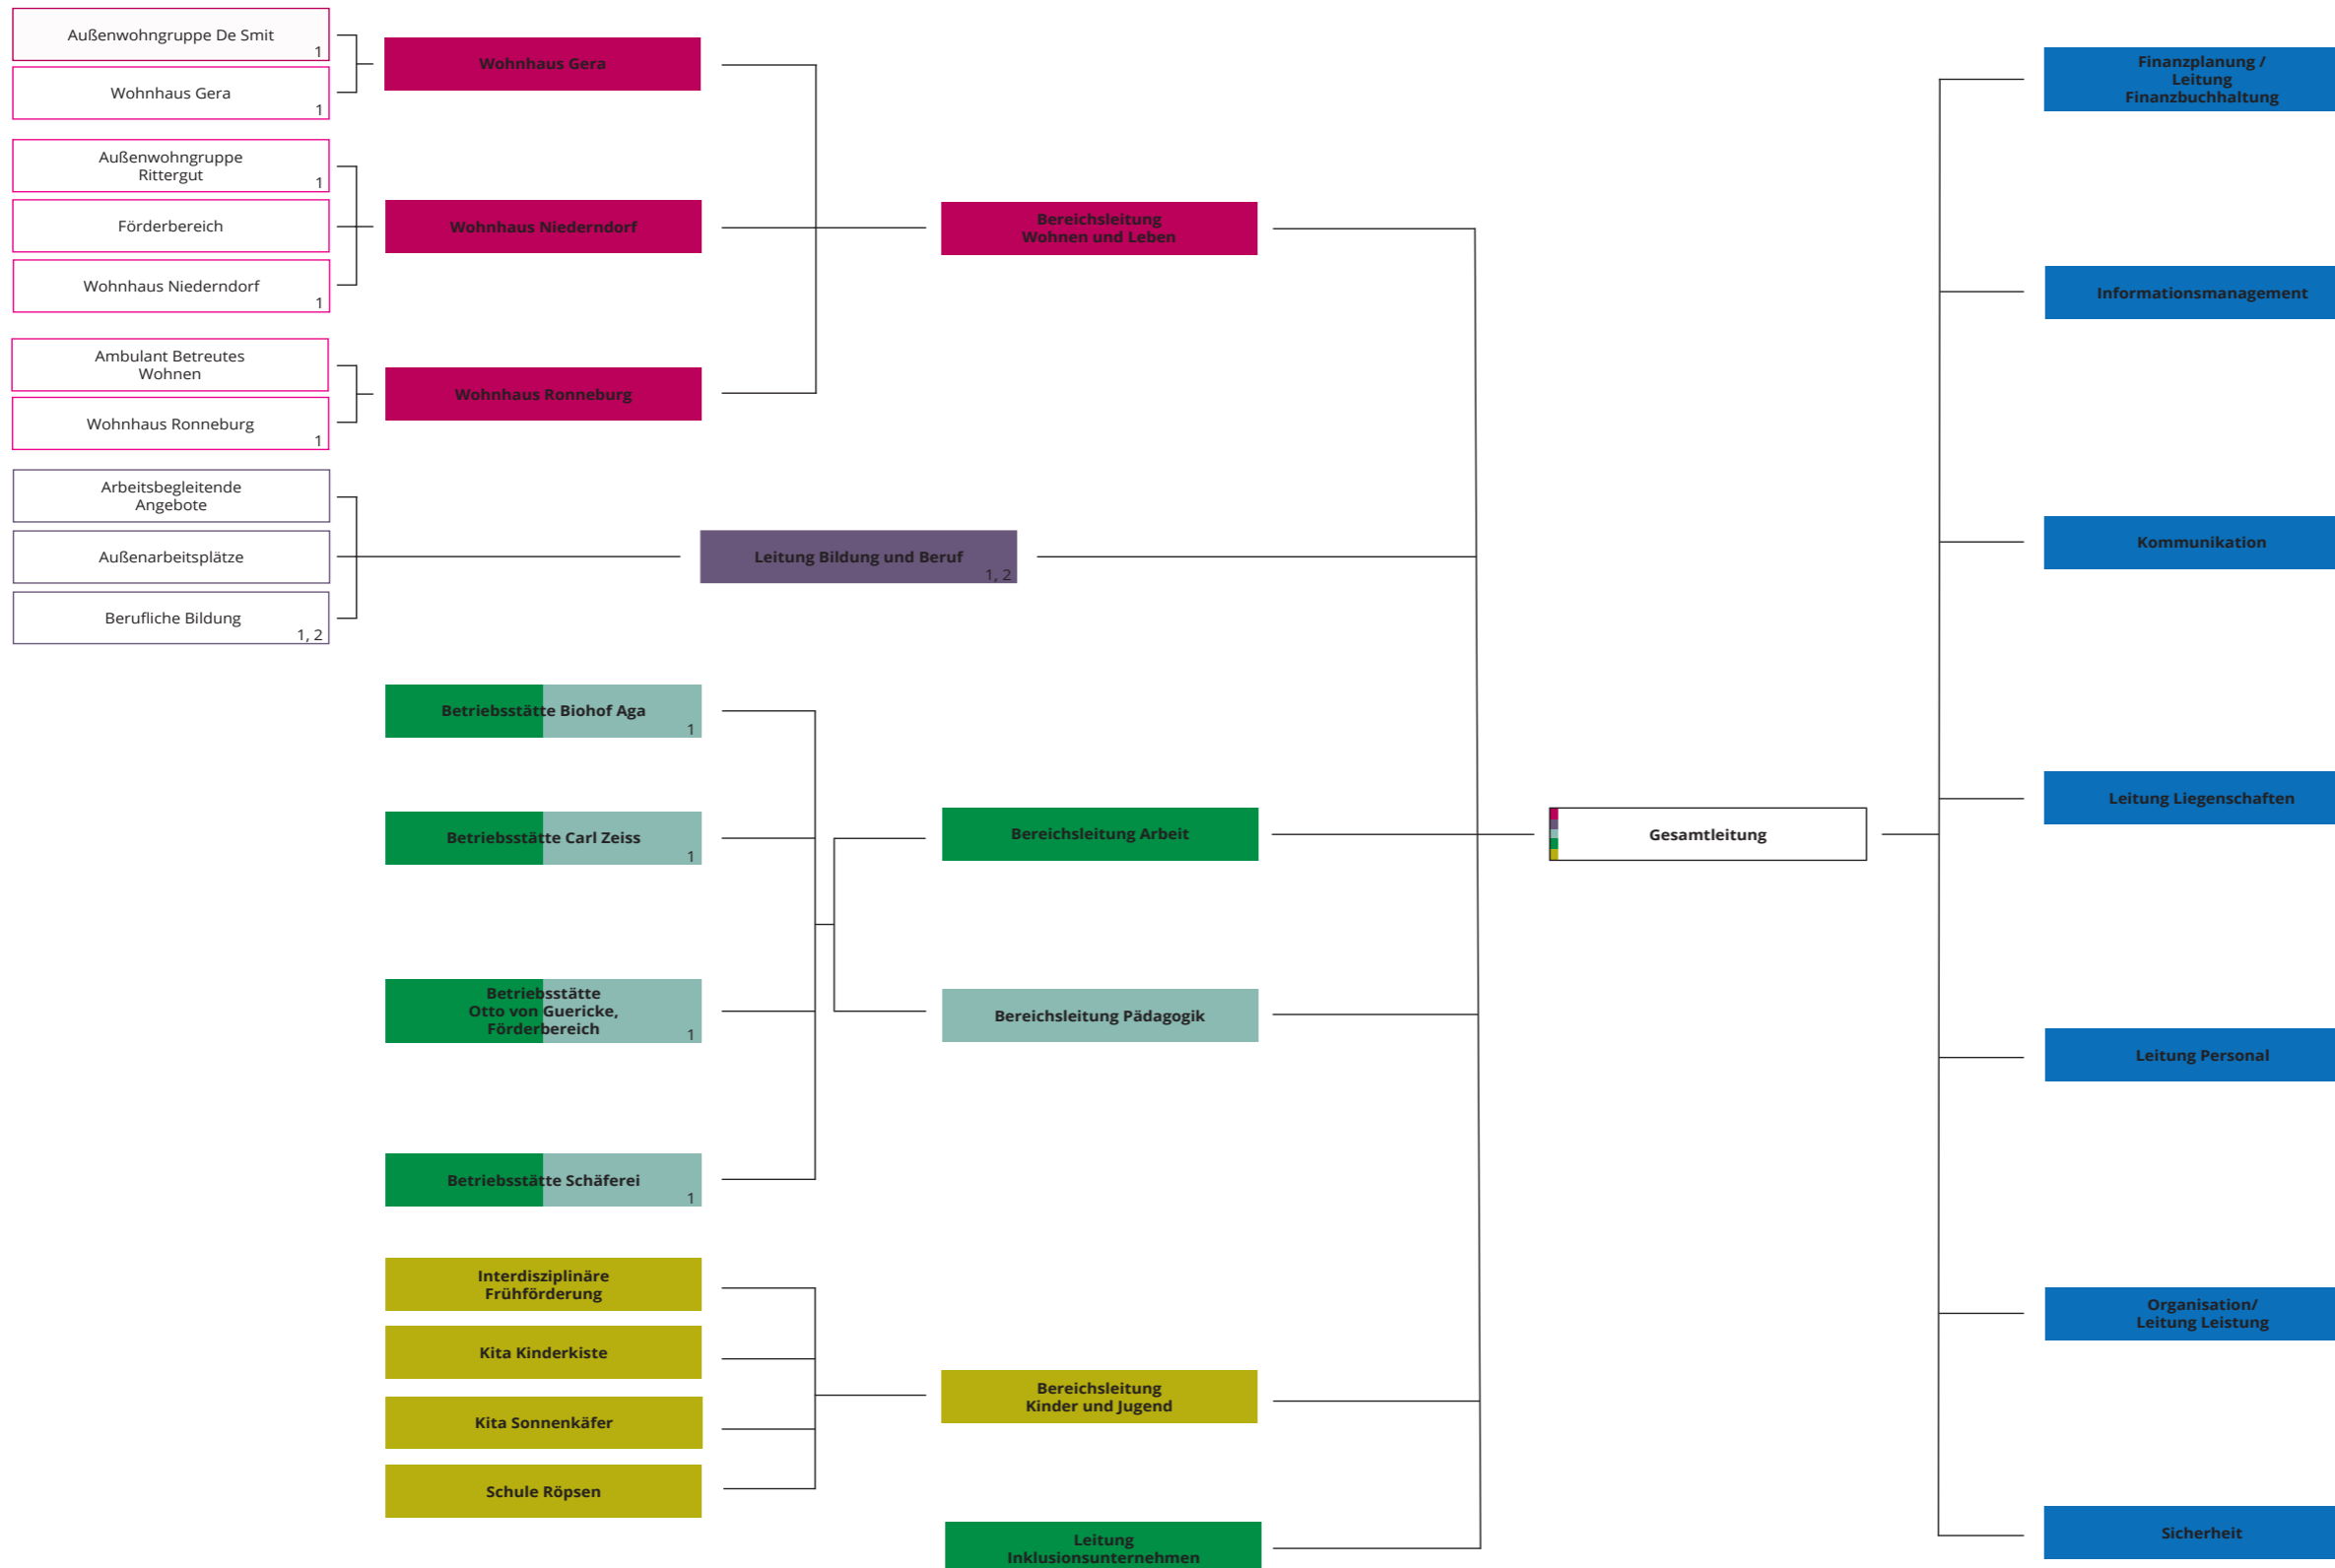 Außenwohngruppe De Smit
1
Wohnhaus Gera
1
Außenwohngruppe
Rittergut
1
Förderbereich
Wohnhaus Niederndorf
1
Ambulant Betreutes
Wohnen
Wohnhaus Ronneburg
1
Arbeitsbegleitende
Angebote
Außenarbeitsplätze
Berufliche Bildung
1, 2
Wohnhaus Gera
Wohnhaus Niederndorf
Wohnhaus Ronneburg
Leitung Bildung und Beruf
1, 2
Betriebsstätte Biohof Aga
1
Betriebsstätte Carl Zeiss
1
Betriebsstätte
Otto von Guericke,
Förderbereich
1
Betriebsstätte Schäferei
1
Interdisziplinäre
Frühförderung
Kita Kinderkiste
Kita Sonnenkäfer
Schule Röpsen
Bereichsleitung
Wohnen und Leben
Bereichsleitung Arbeit
Bereichsleitung Pädagogik
Bereichsleitung
Kinder und Jugend
Leitung
Inklusionsunternehmen
Gesamtleitung
Finanzplanung /
Leitung
Finanzbuchhaltung
Informationsmanagement
Kommunikation
Leitung Liegenschaften
Leitung Personal
Organisation/
Leitung Leistung
Sicherheit